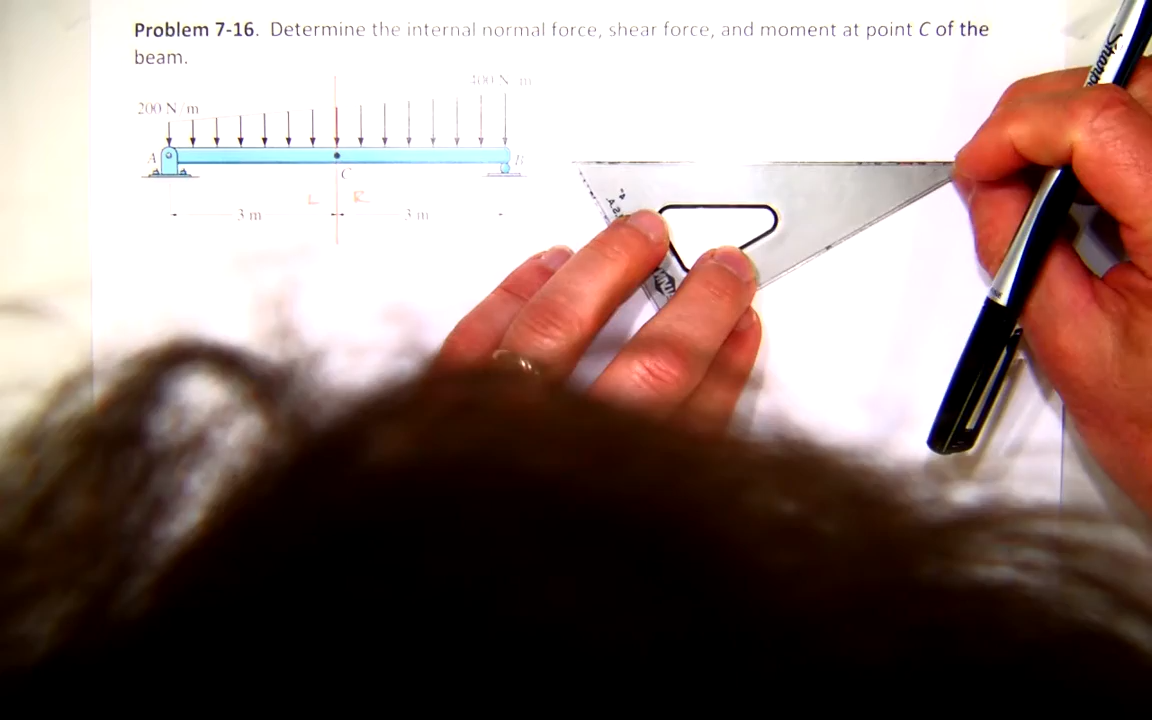 Problem 7-16. Determine the internal normal force, shear force, and moment at point C of the
beam.
400 N/m
200 N/m
A
B
C
L R
3 m
3 m